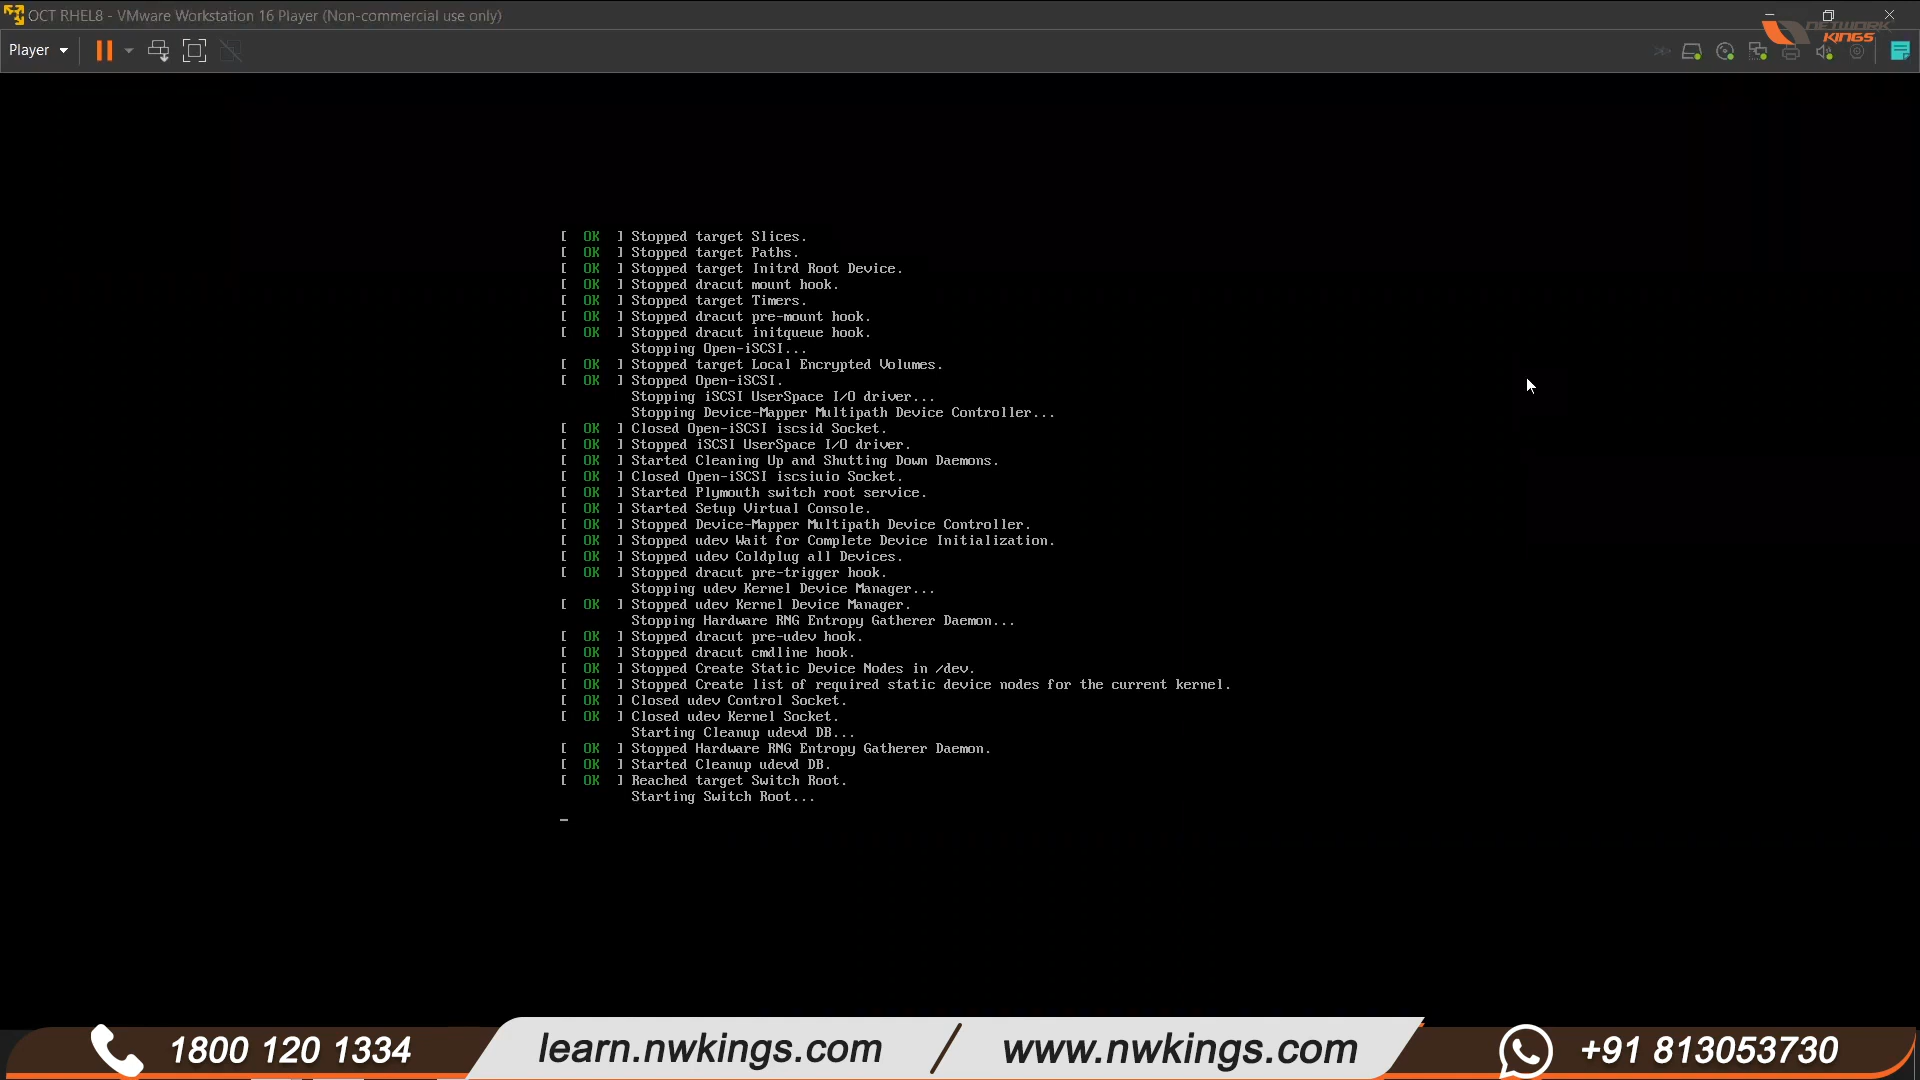 OCT RHEL8 - VMware Workstation 16 Player (Non-commercial use only)
NETWORK
KINGS
Player
[  OK  ] Stopped target Slices.
[  OK  ] Stopped target Paths.
[  OK  ] Stopped target Initrd Root Device.
[  OK  ] Stopped dracut mount hook.
[  OK  ] Stopped target Timers.
[  OK  ] Stopped dracut pre-mount hook.
[  OK  ] Stopped dracut initqueue hook.
Stopping Open-iSCSI...
[  OK  ] Stopped target Local Encrypted Volumes.
[  OK  ] Stopped Open-iSCSI.
Stopping iSCSI UserSpace I/O driver...
Stopping Device-Mapper Multipath Device Controller...
[  OK  ] Closed Open-iSCSI iscsid Socket.
[  OK  ] Stopped iSCSI UserSpace I/O driver.
[  OK  ] Started Cleaning Up and Shutting Down Daemons.
[  OK  ] Closed Open-iSCSI iscsiuio Socket.
[  OK  ] Started Plymouth switch root service.
[  OK  ] Started Setup Virtual Console.
[  OK  ] Stopped Device-Mapper Multipath Device Controller.
[  OK  ] Stopped udev Wait for Complete Device Initialization.
[  OK  ] Stopped udev Coldplug all Devices.
[  OK  ] Stopped dracut pre-trigger hook.
Stopping udev Kernel Device Manager...
[  OK  ] Stopped udev Kernel Device Manager.
Stopping Hardware RNG Entropy Gatherer Daemon...
[  OK  ] Stopped dracut pre-udev hook.
[  OK  ] Stopped dracut cmdline hook.
[  OK  ] Stopped Create Static Device Nodes in /dev.
[  OK  ] Stopped Create list of required static device nodes for the current kernel.
[  OK  ] Closed udev Control Socket.
[  OK  ] Closed udev Kernel Socket.
Starting Cleanup udevd DB...
[  OK  ] Stopped Hardware RNG Entropy Gatherer Daemon.
[  OK  ] Started Cleanup udevd DB.
[  OK  ] Reached target Switch Root.
Starting Switch Root...
1800 120 1334 learn.nwkings.com / www.nwkings.com +91 813053730